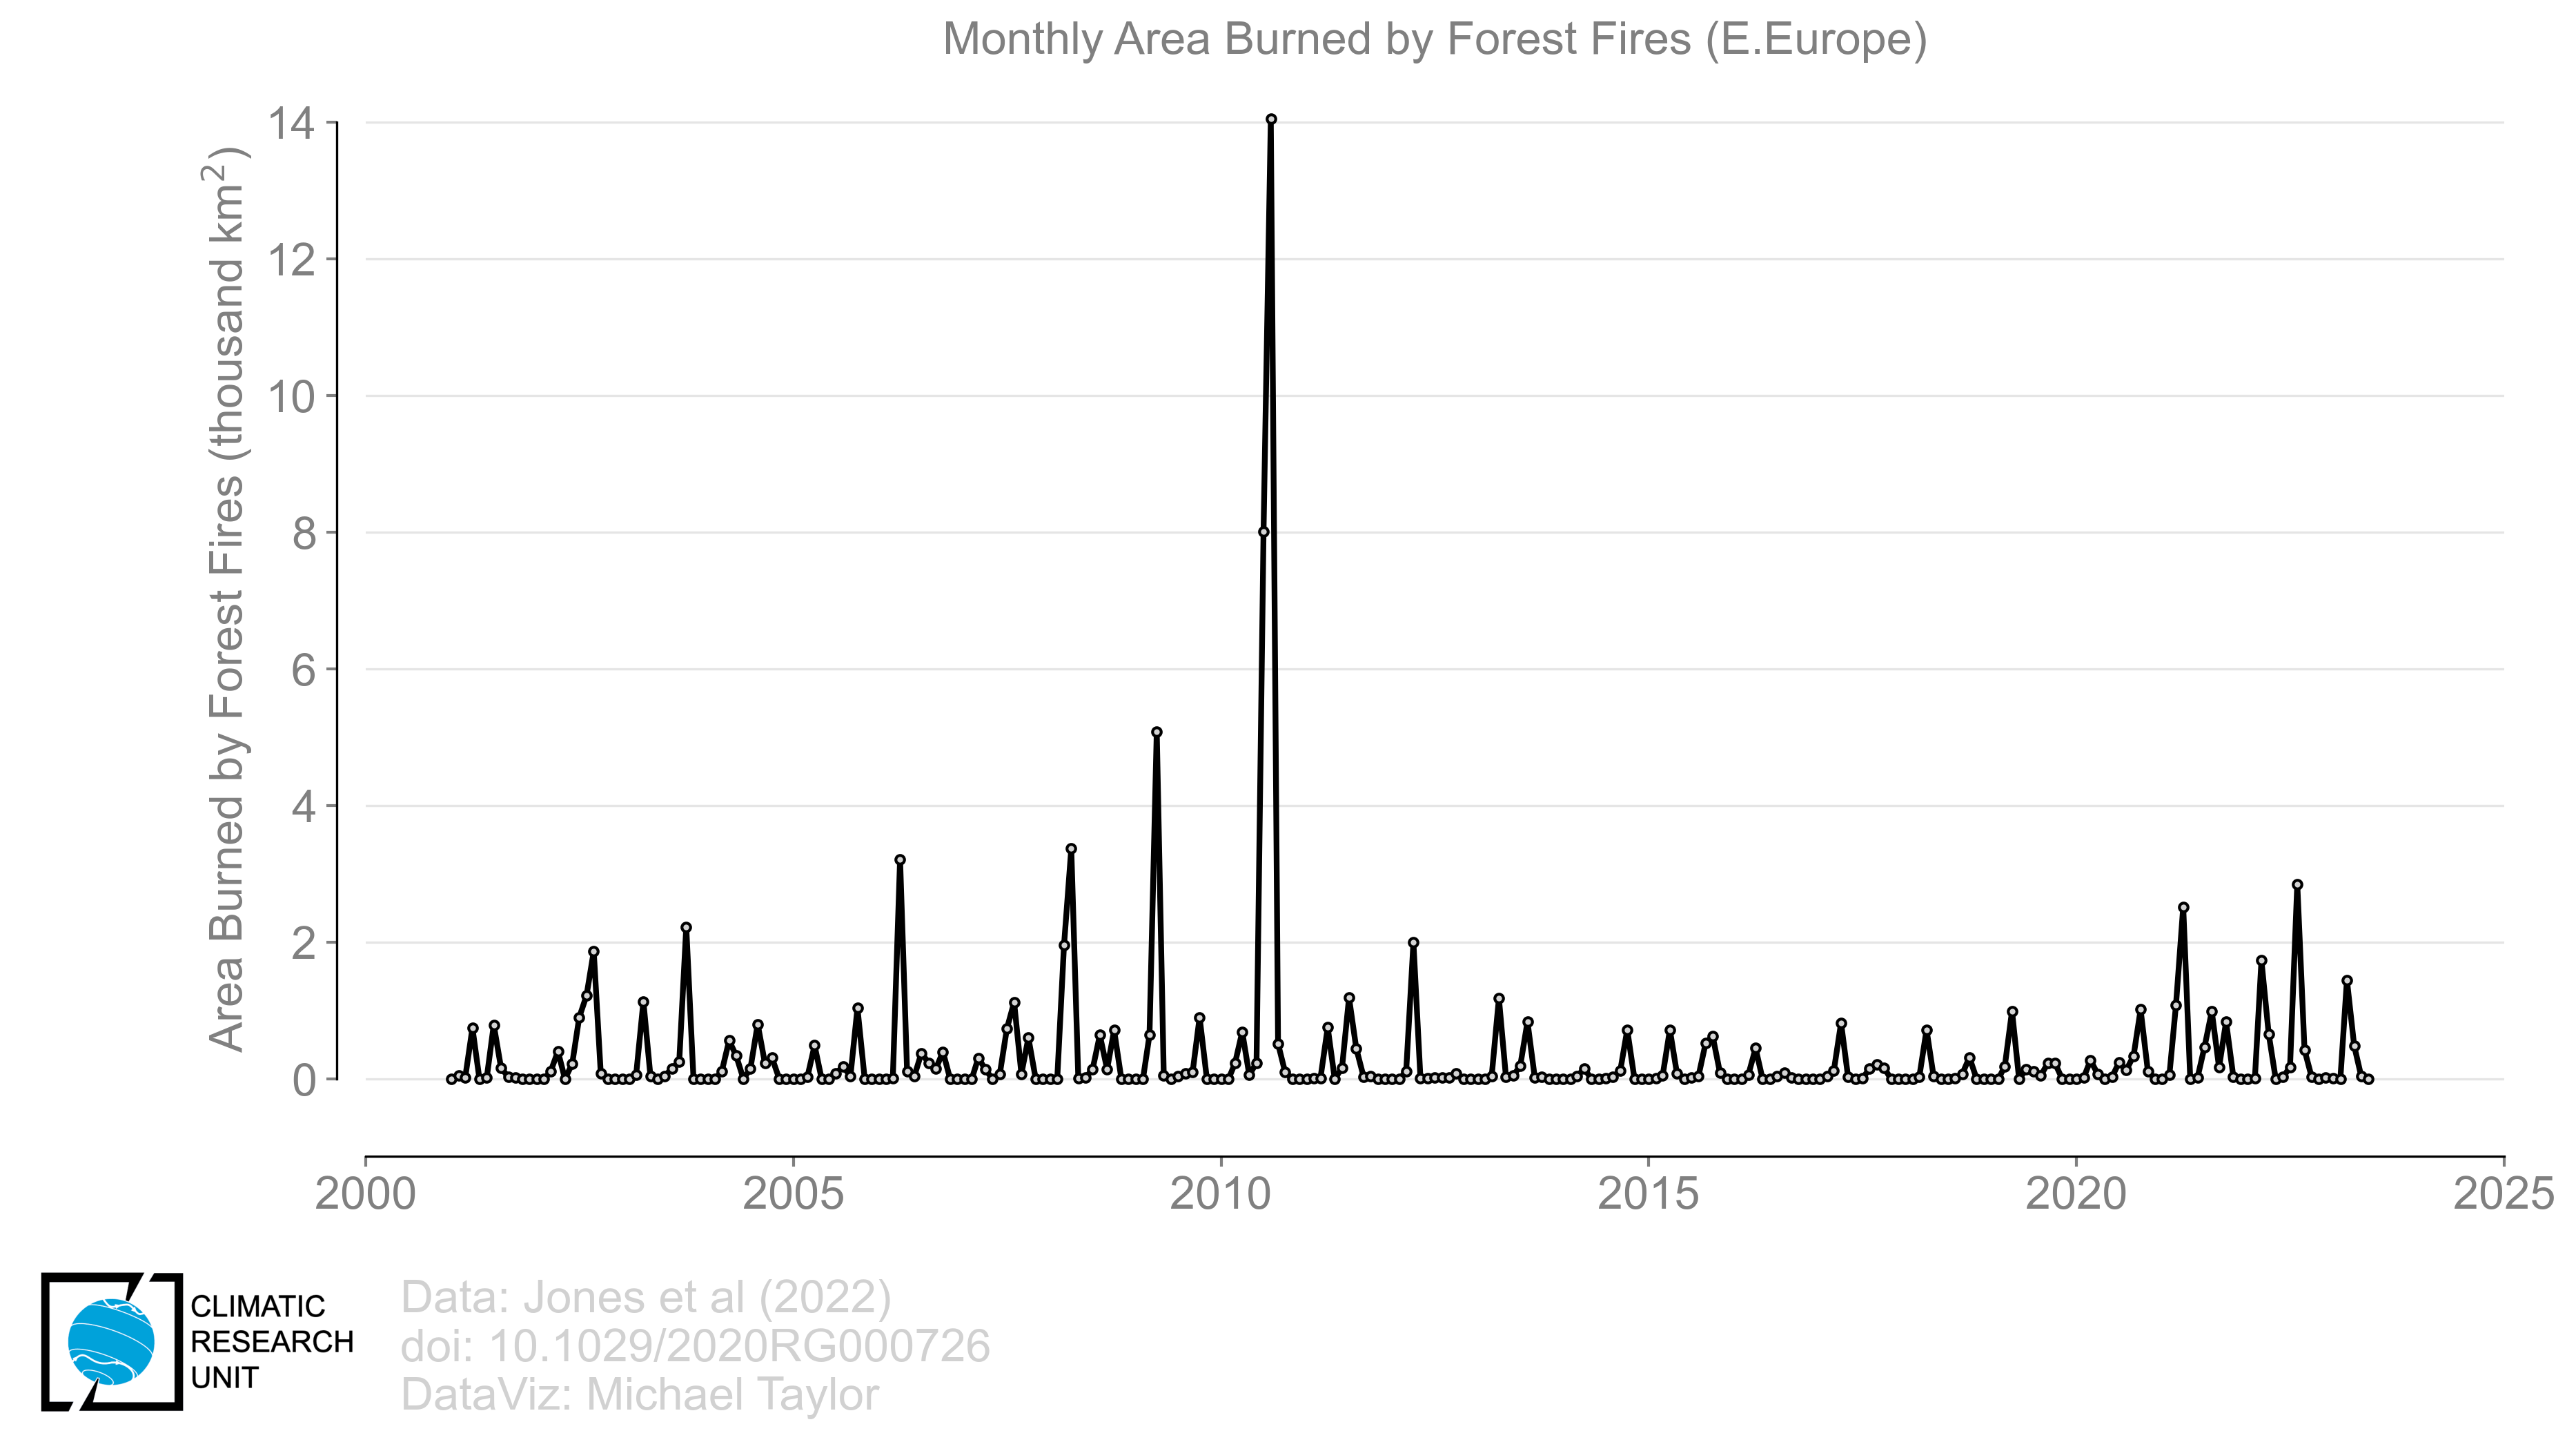 Monthly Area Burned by Forest Fires (E.Europe)
Area Burned by Forest Fires (thousand km²)
14
12
10
8
6
4
2
0
2000 2005 2010 2015 2020 2025
CLIMATIC
RESEARCH
UNIT
Data: Jones et al (2022)
doi: 10.1029/2020RG000726
DataViz: Michael Taylor